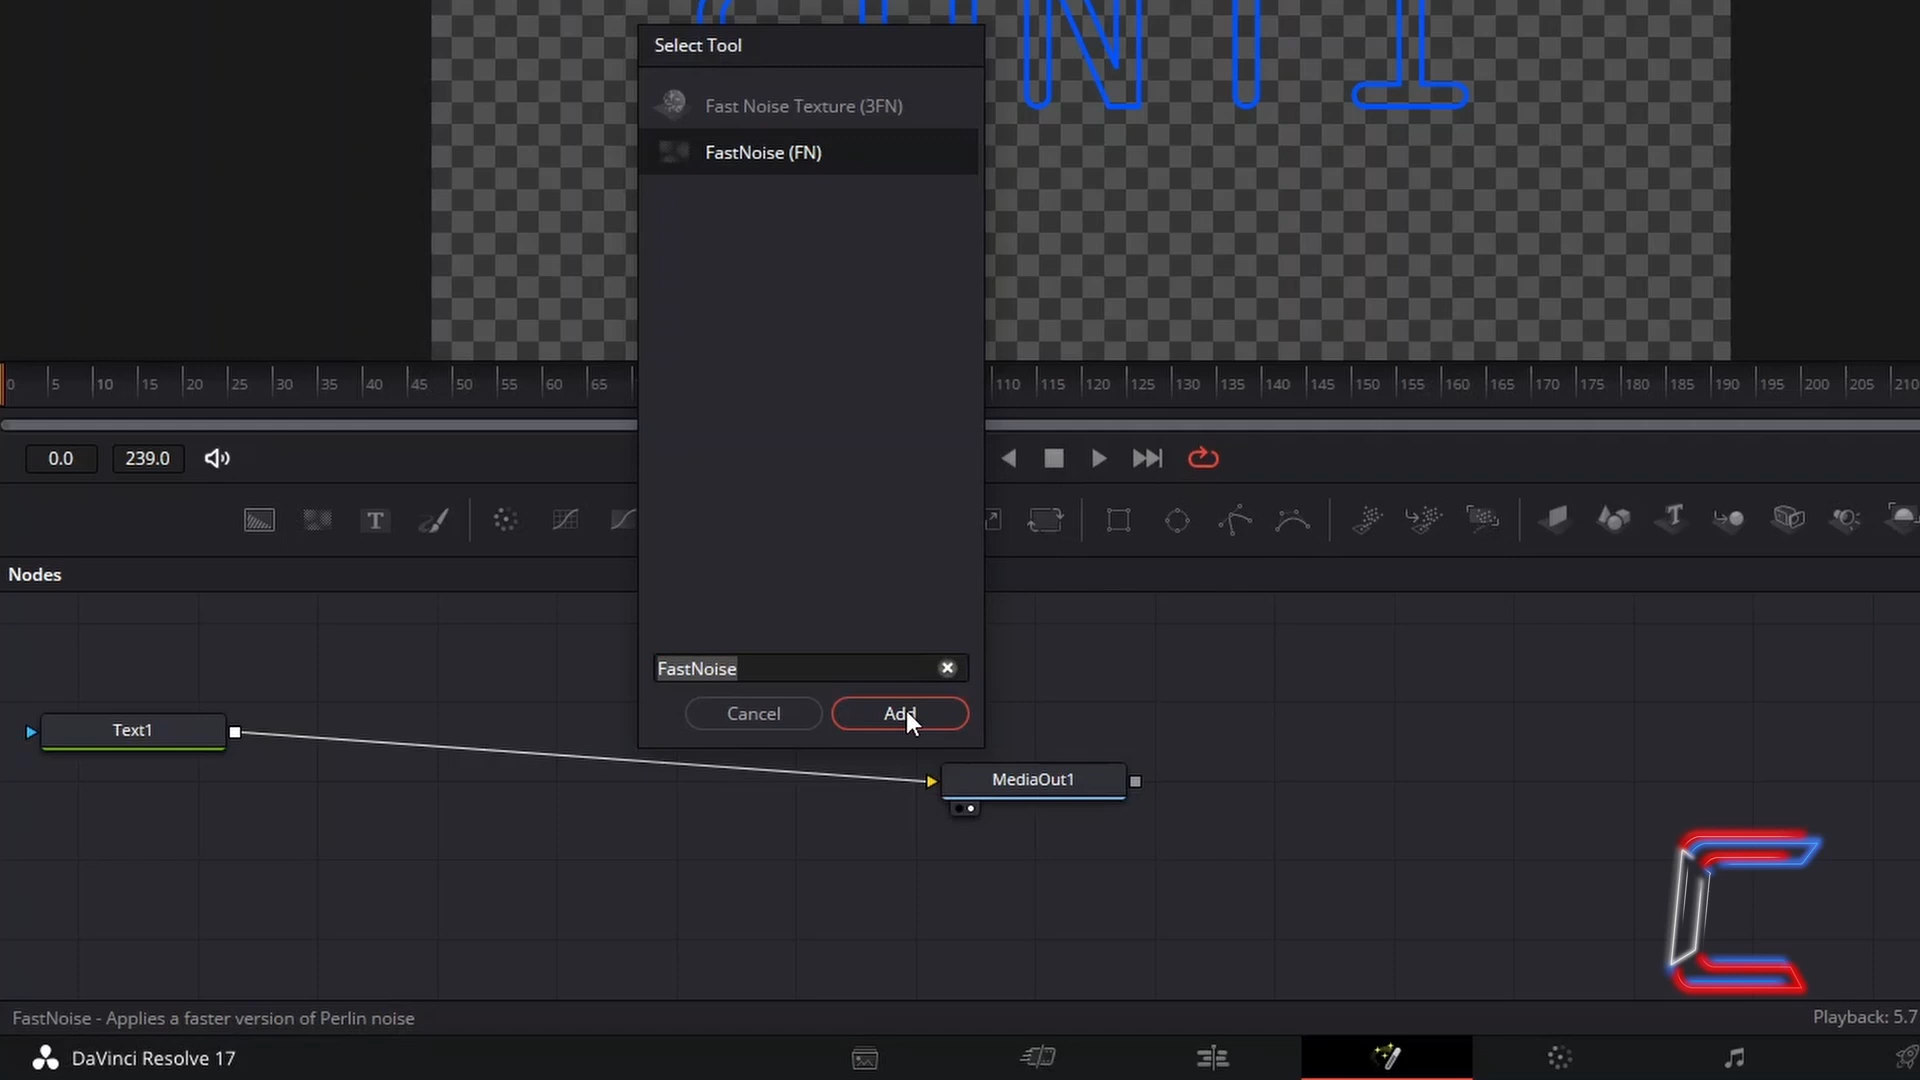 Select Tool
Fast Noise Texture (3FN)
FastNoise (FN)
0 5 10 15 20 25 30 35 40 45 50 55 60 65 110 115 120 125 130 135 140 145 150 155 160 165 170 175 180 185 190 195 200 205 210
0.0 239.0
T
Nodes
FastNoise
Cancel Add
Text1
MediaOut1
FastNoise - Applies a faster version of Perlin noise
Playback: 5.7
DaVinci Resolve 17